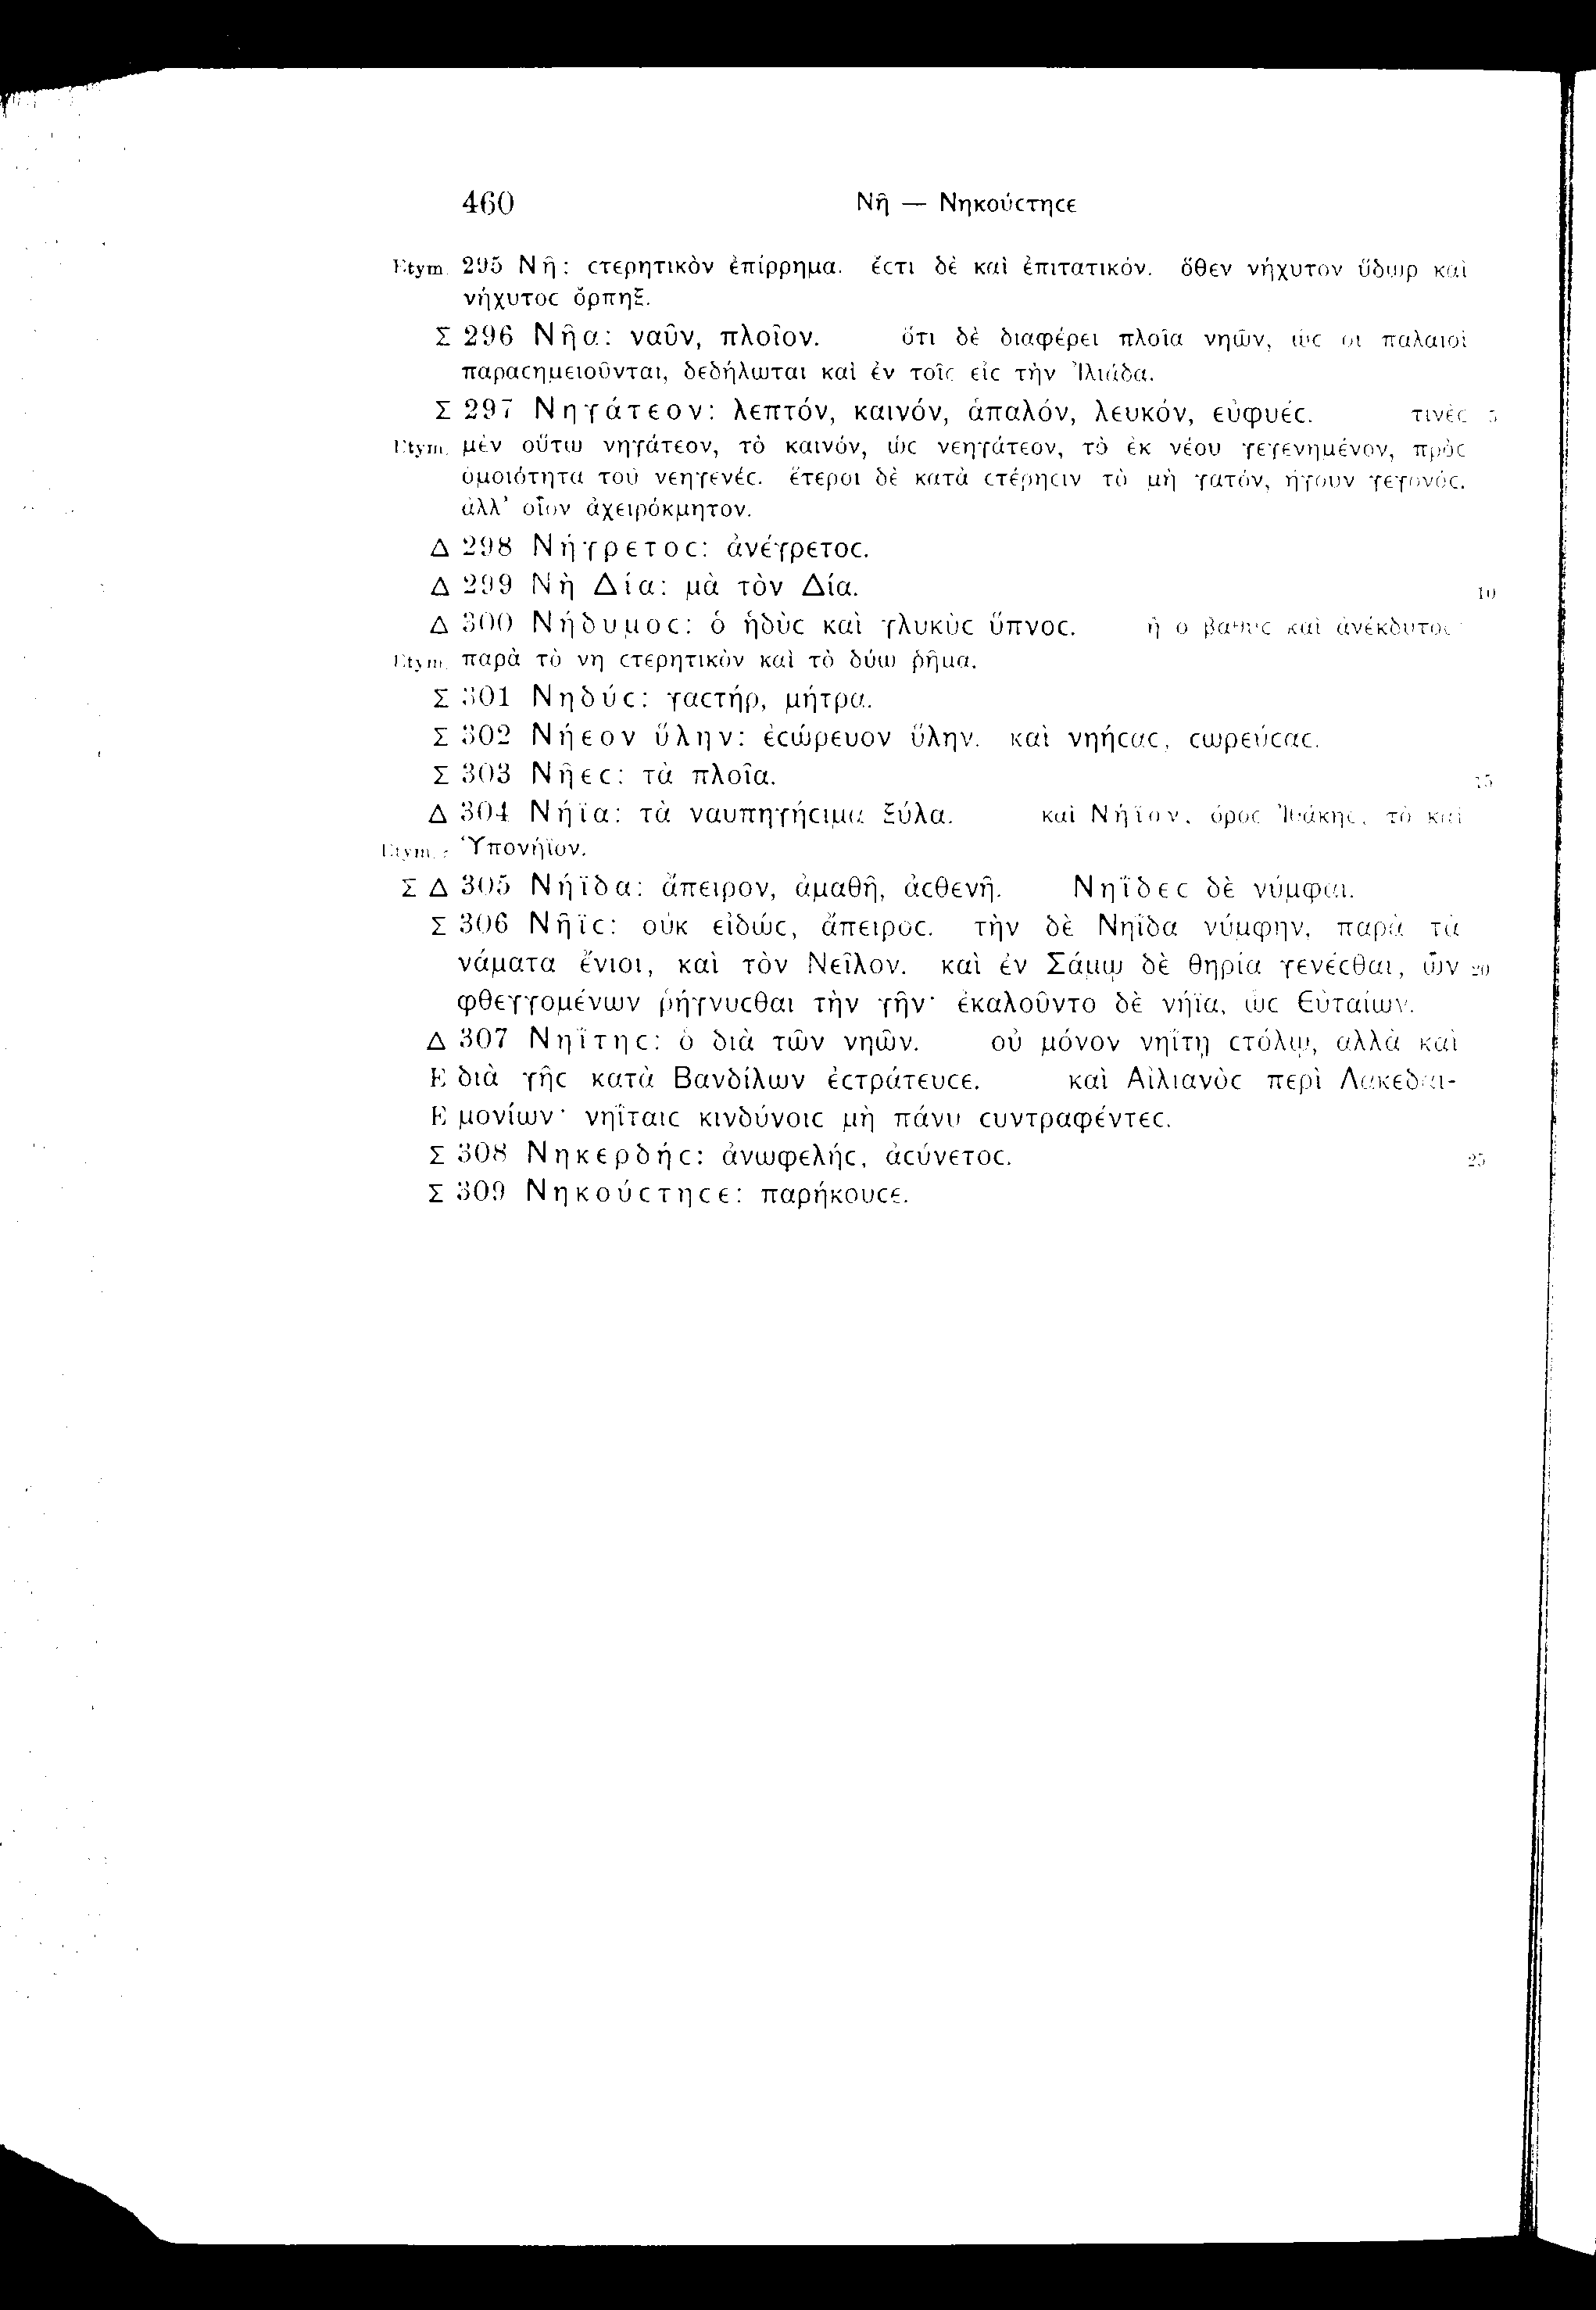 460 Νῆ — Νηκούϲτηϲε
Etym. 295 Νῆ: ϲτερητικὸν ἐπίρρημα. ἔϲτι δὲ καὶ ἐπιτατικόν. ὅθεν νήχυτον ὕδωρ καὶ
νήχυτοϲ ὄρπηξ.
Σ 296 Νῆα: ναῦν, πλοῖον. ὅτι δὲ διαφέρει πλοῖα νηῶν, ὡϲ οἱ παλαιοὶ
παραϲημειοῦνται, δεδήλωται καὶ ἐν τοῖϲ εἰϲ τὴν Ἰλιάδα.
Σ 297 Νηγάτεον: λεπτόν, καινόν, ἁπαλόν, λευκόν, εὐφυέϲ. τινὲϲ 5
Etym. μὲν οὕτω νηγάτεον, τὸ καινόν, ὡϲ νεηγάτεον, τὸ ἐκ νέου γεγενημένον, πρὸϲ
ὁμοιότητα τοῦ νεηγενέϲ. ἕτεροι δὲ κατὰ ϲτέρηϲιν τὸ μὴ γατόν, ἤγουν γεγονόϲ,
ἀλλ’ οἷον ἀχειρόκμητον.
Δ 298 Νήγρετοϲ: ἀνέγρετοϲ.
Δ 299 Νὴ Δία: μὰ τὸν Δία. 10
Δ 300 Νήδυμοϲ: ὁ ἡδὺϲ καὶ γλυκὺϲ ὕπνοϲ. ἢ ὁ βαθὺϲ καὶ ἀνέκδυτοϲ·
Etym. παρὰ τὸ νη ϲτερητικὸν καὶ τὸ δύω ῥῆμα.
Σ 301 Νηδύϲ: γαϲτήρ, μήτρα.
Σ 302 Νήεον ὕλην: ἐϲώρευον ὕλην. καὶ νηήϲαϲ, ϲωρεύϲαϲ.
Σ 303 Νῆεϲ: τὰ πλοῖα. 15
Δ 304 Νήϊα: τὰ ναυπηγήϲιμα ξύλα. καὶ Νήϊον, ὄροϲ Ἰθάκηϲ, τὸ καὶ
Etym. Ὑπονήϊον.
Σ Δ 305 Νήϊδα: ἄπειρον, ἀμαθῆ, ἀϲθενῆ. Νηΐδεϲ δὲ νύμφαι.
Σ 306 Νῆϊϲ: οὐκ εἰδώϲ, ἄπειροϲ. τὴν δὲ Νηΐδα νύμφην, παρὰ τὰ
νάματα ἔνιοι, καὶ τὸν Νεῖλον. καὶ ἐν Σάμῳ δὲ θηρία γενέϲθαι, ὧν 20
φθεγγομένων ῥήγνυϲθαι τὴν γῆν· ἐκαλοῦντο δὲ νήϊα, ὡϲ Εὐταίων.
Δ 307 Νηΐτηϲ: ὁ διὰ τῶν νηῶν. οὐ μόνον νηΐτῃ ϲτόλῳ, ἀλλὰ καὶ
E διὰ γῆϲ κατὰ Βανδίλων ἐϲτράτευϲε. καὶ Αἰλιανὸϲ περὶ Λακεδαι-
E μονίων· νηΐταιϲ κινδύνοιϲ μὴ πάνυ ϲυντραφέντεϲ.
Σ 308 Νηκερδήϲ: ἀνωφελήϲ, ἀϲύνετοϲ. 25
Σ 309 Νηκούϲτηϲε: παρήκουϲε.